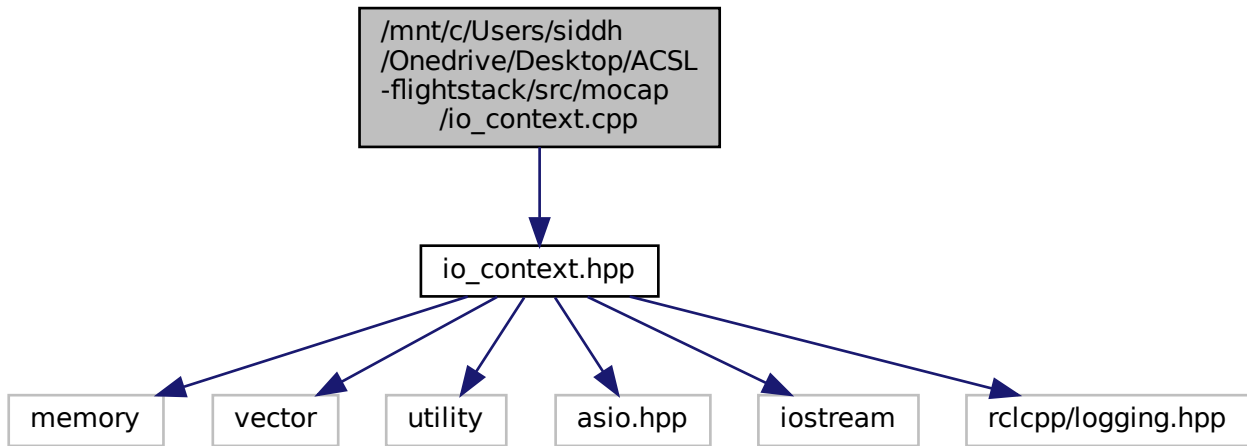 /mnt/c/Users/siddh
/Onedrive/Desktop/ACSL
-flightstack/src/mocap
/io_context.cpp
io_context.hpp
memory
vector
utility
asio.hpp
iostream
rclcpp/logging.hpp